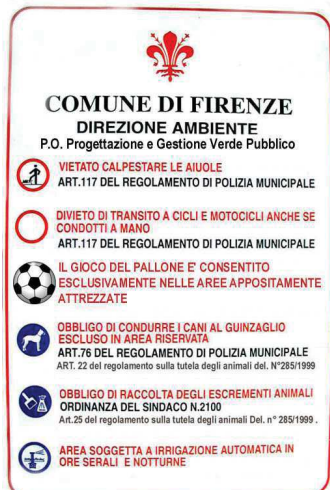 COMUNE DI FIRENZE
DIREZIONE AMBIENTE
P.O. Progettazione e Gestione Verde Pubblico
VIETATO CALPESTARE LE AIUOLE
ART.117 DEL REGOLAMENTO DI POLIZIA MUNICIPALE
DIVIETO DI TRANSITO A CICLI E MOTOCICLI ANCHE SE
CONDOTTI A MANO
ART.117 DEL REGOLAMENTO DI POLIZIA MUNICIPALE
IL GIOCO DEL PALLONE E' CONSENTITO
ESCLUSIVAMENTE NELLE AREE APPOSITAMENTE
ATTREZZATE
OBBLIGO DI CONDURRE I CANI AL GUINZAGLIO
ESCLUSO IN AREA RISERVATA
ART.76 DEL REGOLAMENTO DI POLIZIA MUNICIPALE
ART. 22 del regolamento sulla tutela degli animali del. N°285/1999
OBBLIGO DI RACCOLTA DEGLI ESCREMENTI ANIMALI
ORDINANZA DEL SINDACO N.2100
Art.25 del regolamento sulla tutela degli animali Del. n° 285/1999 .
AREA SOGGETTA A IRRIGAZIONE AUTOMATICA IN
ORE SERALI E NOTTURNE